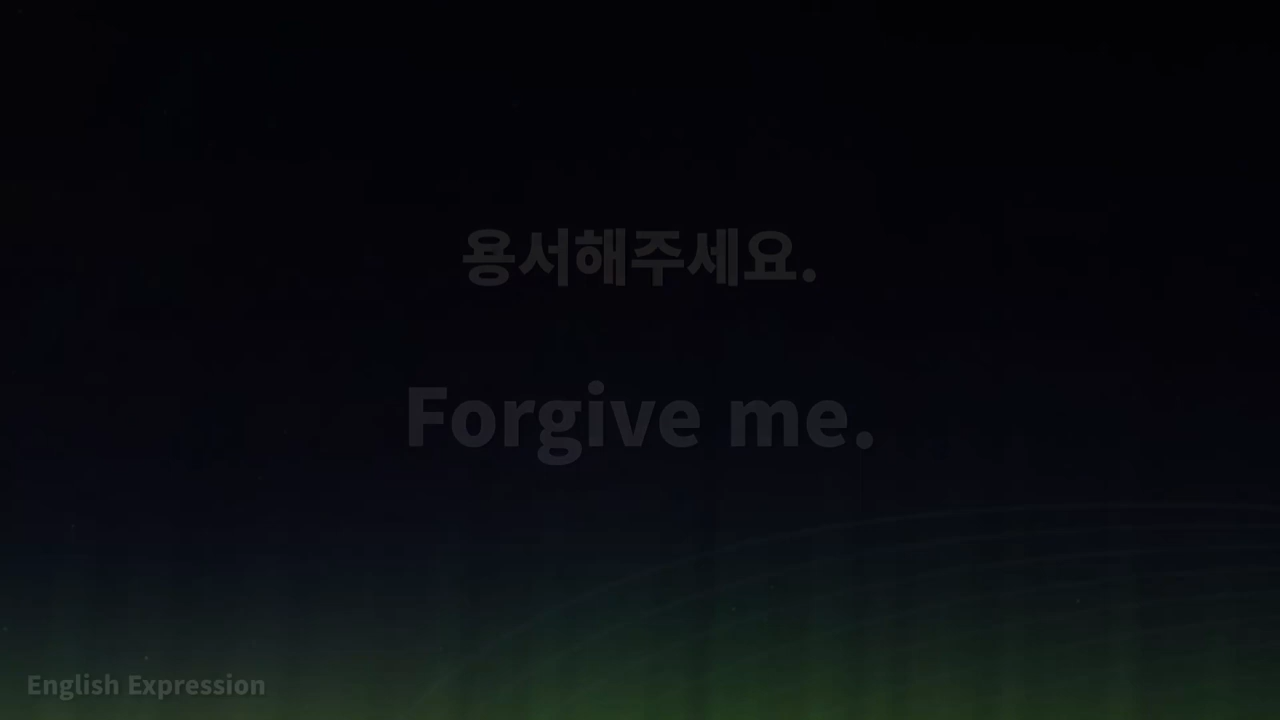 용서해주세요.
Forgive me.
English Expression